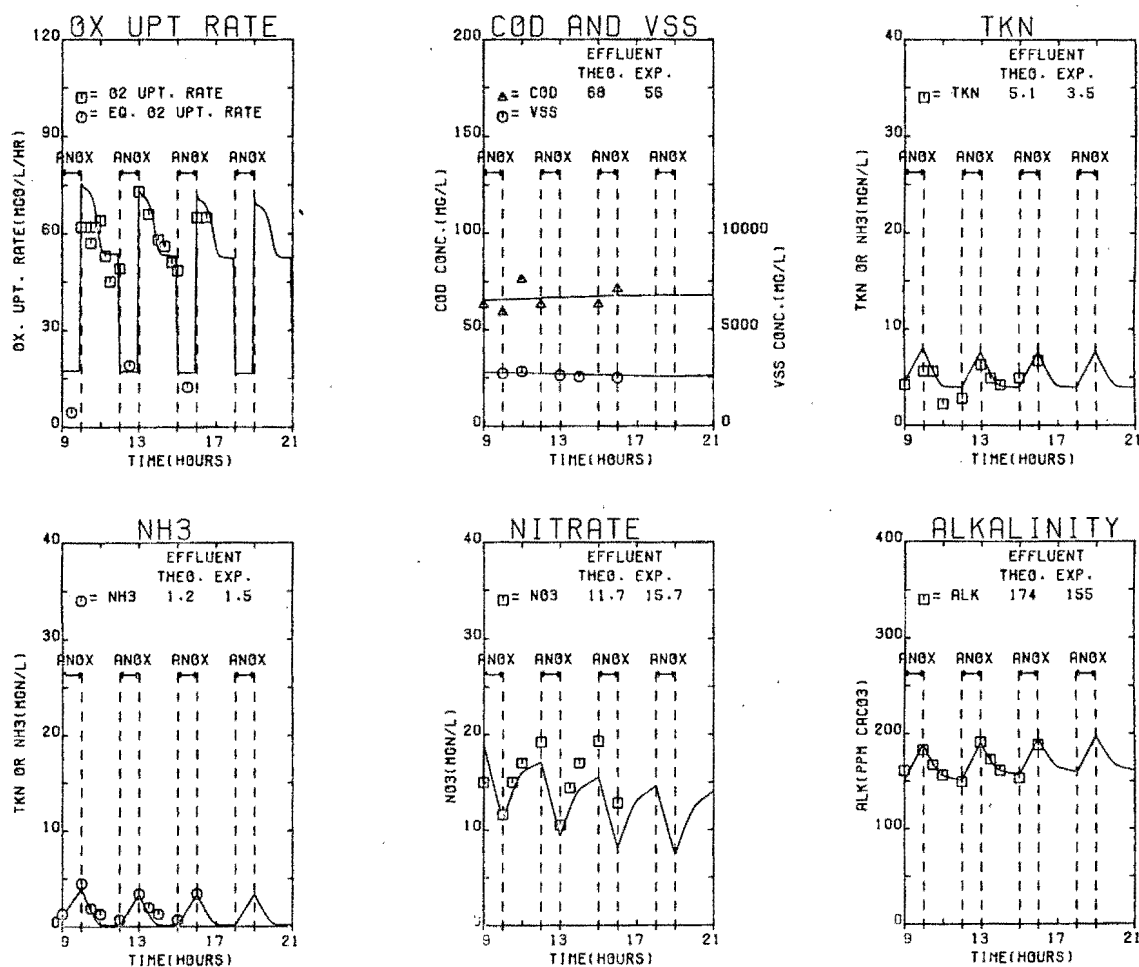 OX UPT RATE
120
□= O2 UPT. RATE
○= EQ. O2 UPT. RATE
90
ANOX ANOX ANOX ANOX
60
30
0
9 13 17 21
TIME(HOURS)
OX. UPT. RATE(MGO/L/HR)
COD AND VSS
200
EFFLUENT
THEO. EXP.
△= COD 68 56
○= VSS
150
ANOX ANOX ANOX ANOX
100 10000
50 5000
0 0
9 13 17 21
TIME(HOURS)
COD CONC.(MG/L)
VSS CONC.(MG/L)
TKN
40
EFFLUENT
THEO. EXP.
□= TKN 5.1 3.5
30
ANOX ANOX ANOX ANOX
20
10
0
9 13 17 21
TIME(HOURS)
TKN OR NH3(MGN/L)
NH3
40
EFFLUENT
THEO. EXP.
○= NH3 1.2 1.5
30
ANOX ANOX ANOX ANOX
20
10
0
9 13 17 21
TIME(HOURS)
TKN OR NH3(MGN/L)
NITRATE
40
EFFLUENT
THEO. EXP.
□= NO3 11.7 15.7
30
ANOX ANOX ANOX ANOX
20
10
0
9 13 17 21
TIME(HOURS)
NO3(MGN/L)
ALKALINITY
400
EFFLUENT
THEO. EXP.
□= ALK 174 155
300
ANOX ANOX ANOX ANOX
200
100
0
9 13 17 21
TIME(HOURS)
ALK(PPM CACO3)